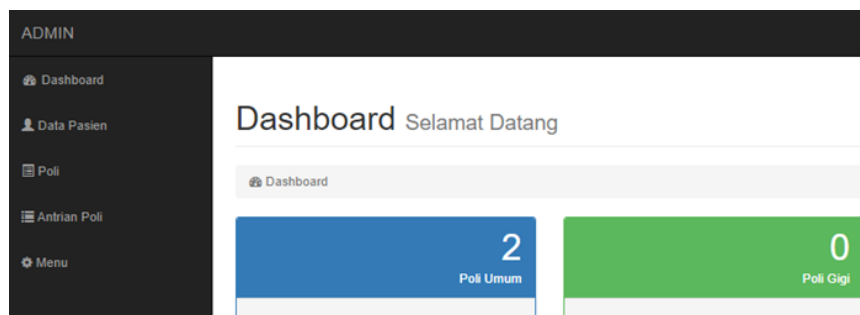 ADMIN
Dashboard
Data Pasien
Poli
Antrian Poli
Menu
Dashboard Selamat Datang
Dashboard
2
Poli Umum
0
Poli Gigi